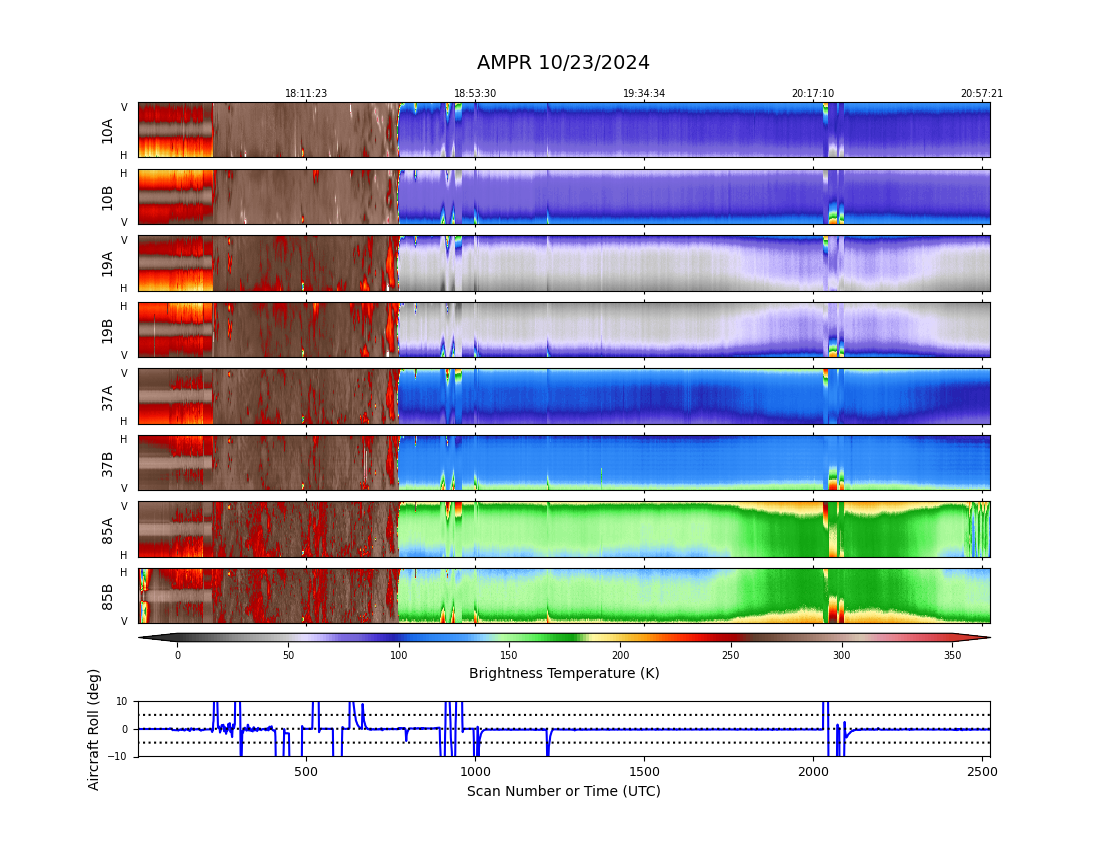 AMPR 10/23/2024
18:11:23 18:53:30 19:34:34 20:17:10 20:57:21
V
10A
H
H
10B
V
V
19A
H
H
19B
V
V
37A
H
H
37B
V
V
85A
H
H
85B
V
0 50 100 150 200 250 300 350
Brightness Temperature (K)
Aircraft Roll (deg)
10
0
−10
500 1000 1500 2000 2500
Scan Number or Time (UTC)